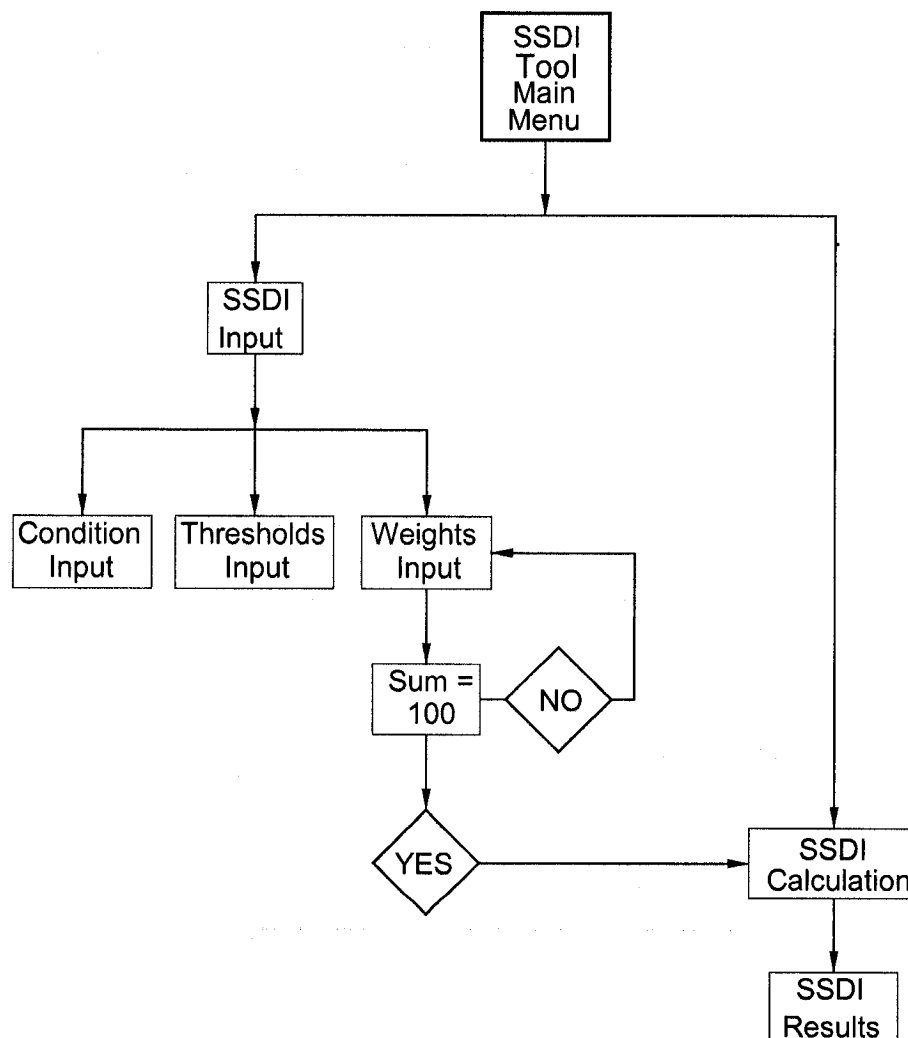 SSDI
Tool
Main
Menu
SSDI
Input
Condition
Input
Thresholds
Input
Weights
Input
Sum =
100
NO
YES
SSDI
Calculation
SSDI
Results